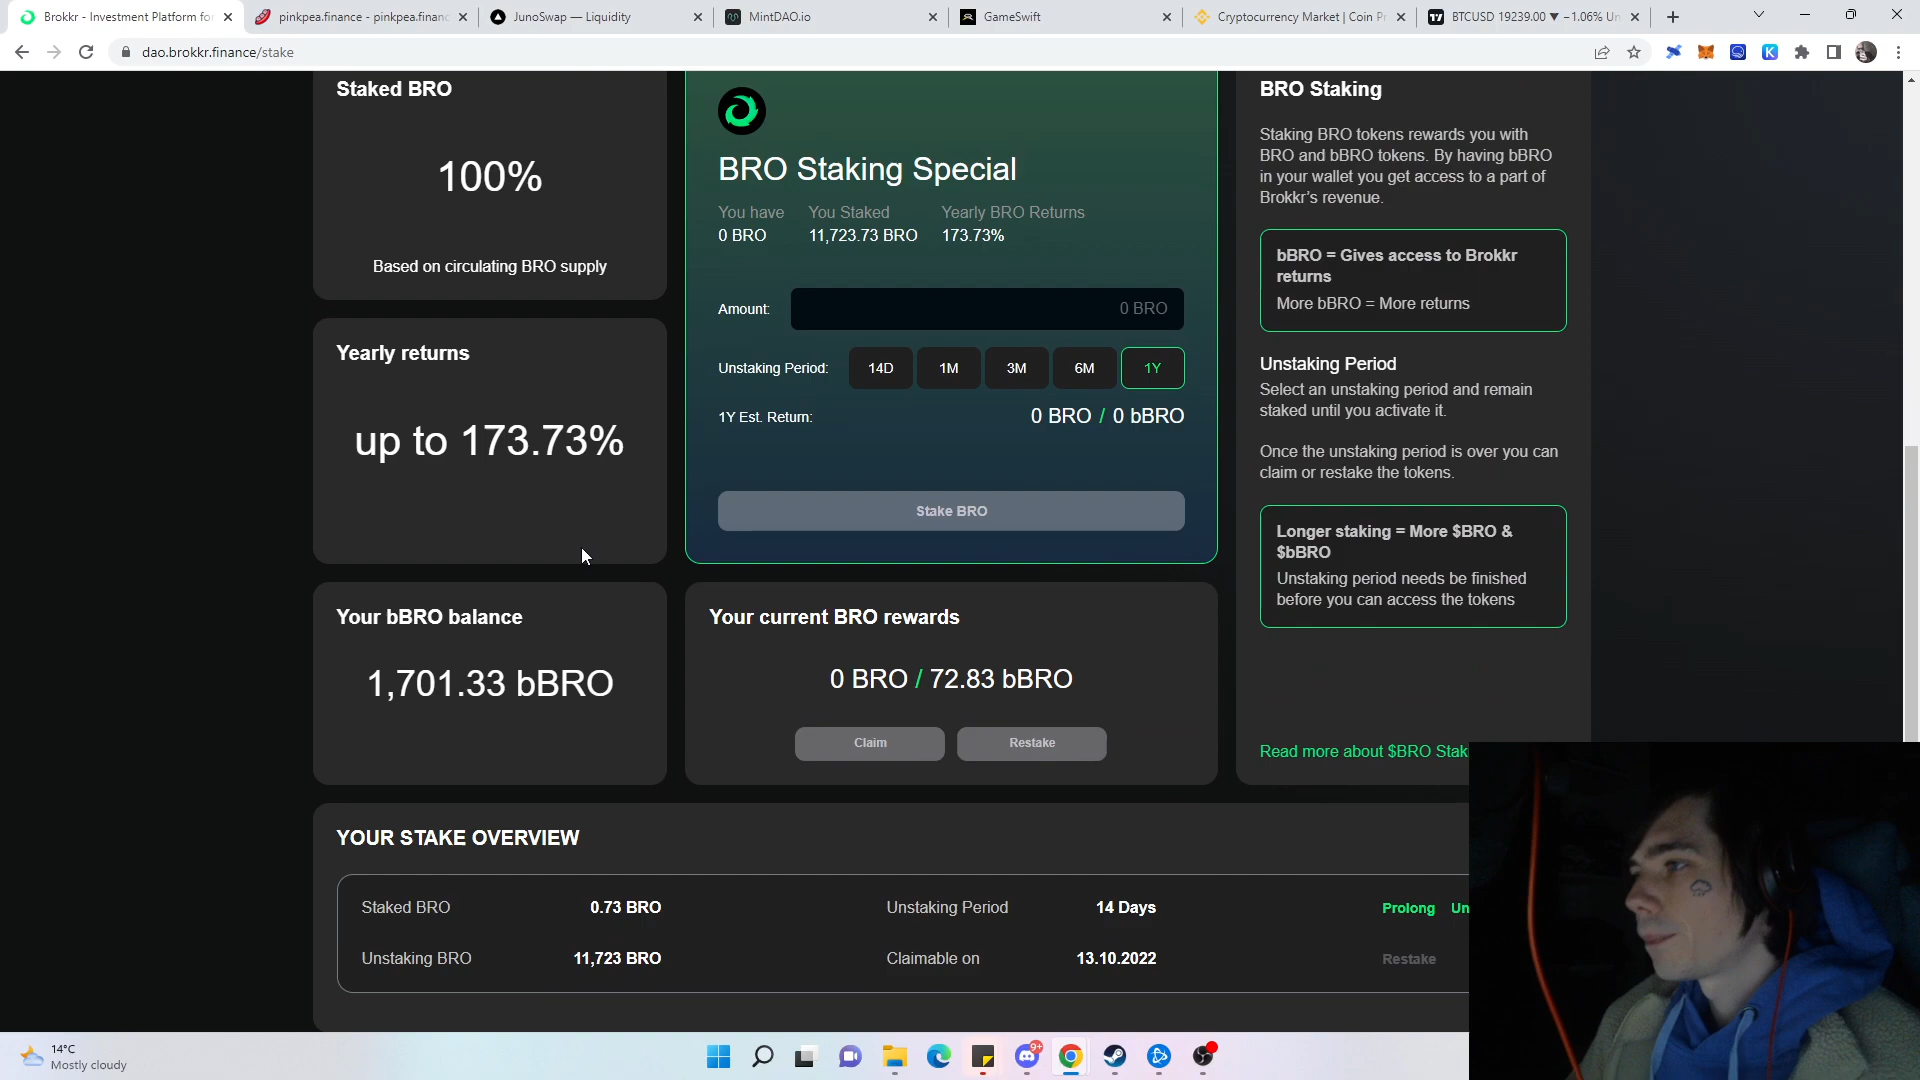 Brokkr - Investment Platform fo
pinkpea.finance - pinkpea.financ
JunoSwap — Liquidity
MintDAO.io
GameSwift
Cryptocurrency Market | Coin P
BTCUSD 19239.00 ▼ −1.06% Un
dao.brokkr.finance/stake
Staked BRO
100%
Based on circulating BRO supply
Yearly returns
up to 173.73%
Your bBRO balance
1,701.33 bBRO
BRO Staking Special
You have
You Staked
Yearly BRO Returns
0 BRO
11,723.73 BRO
173.73%
Amount:
0 BRO
Unstaking Period:
14D
1M
3M
6M
1Y
1Y Est. Return:
0 BRO / 0 bBRO
Stake BRO
Your current BRO rewards
0 BRO / 72.83 bBRO
Claim
Restake
BRO Staking
Staking BRO tokens rewards you with
BRO and bBRO tokens. By having bBRO
in your wallet you get access to a part of
Brokkr's revenue.
bBRO = Gives access to Brokkr
returns
More bBRO = More returns
Unstaking Period
Select an unstaking period and remain
staked until you activate it.
Once the unstaking period is over you can
claim or restake the tokens.
Longer staking = More $BRO &
$bBRO
Unstaking period needs be finished
before you can access the tokens
Read more about $BRO Stak
YOUR STAKE OVERVIEW
Staked BRO
0.73 BRO
Unstaking Period
14 Days
Prolong
Un
Unstaking BRO
11,723 BRO
Claimable on
13.10.2022
Restake
14°C
Mostly cloudy
9+